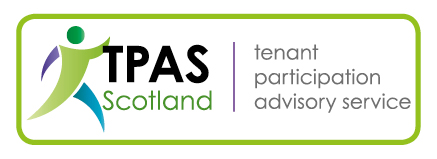 TPAS
Scotland
tenant
participation
advisory service